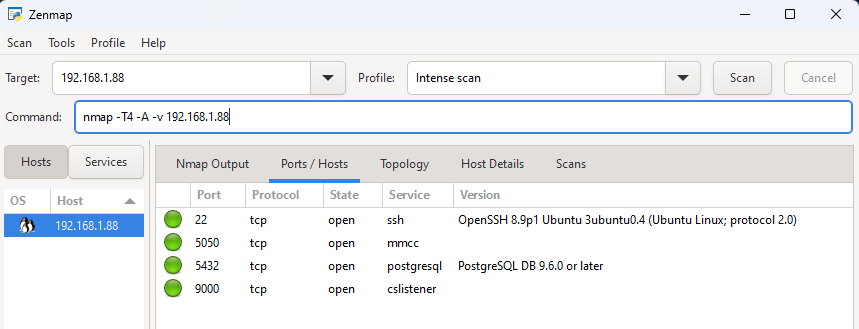 Zenmap
Scan Tools Profile Help
Target: 192.168.1.88 Profile: Intense scan Scan Cancel
Command: nmap -T4 -A -v 192.168.1.88
Hosts Services Nmap Output Ports / Hosts Topology Host Details Scans
OS Host Port Protocol State Service Version
192.168.1.88 22 tcp open ssh OpenSSH 8.9p1 Ubuntu 3ubuntu0.4 (Ubuntu Linux; protocol 2.0)
5050 tcp open mmcc
5432 tcp open postgresql PostgreSQL DB 9.6.0 or later
9000 tcp open cslistener